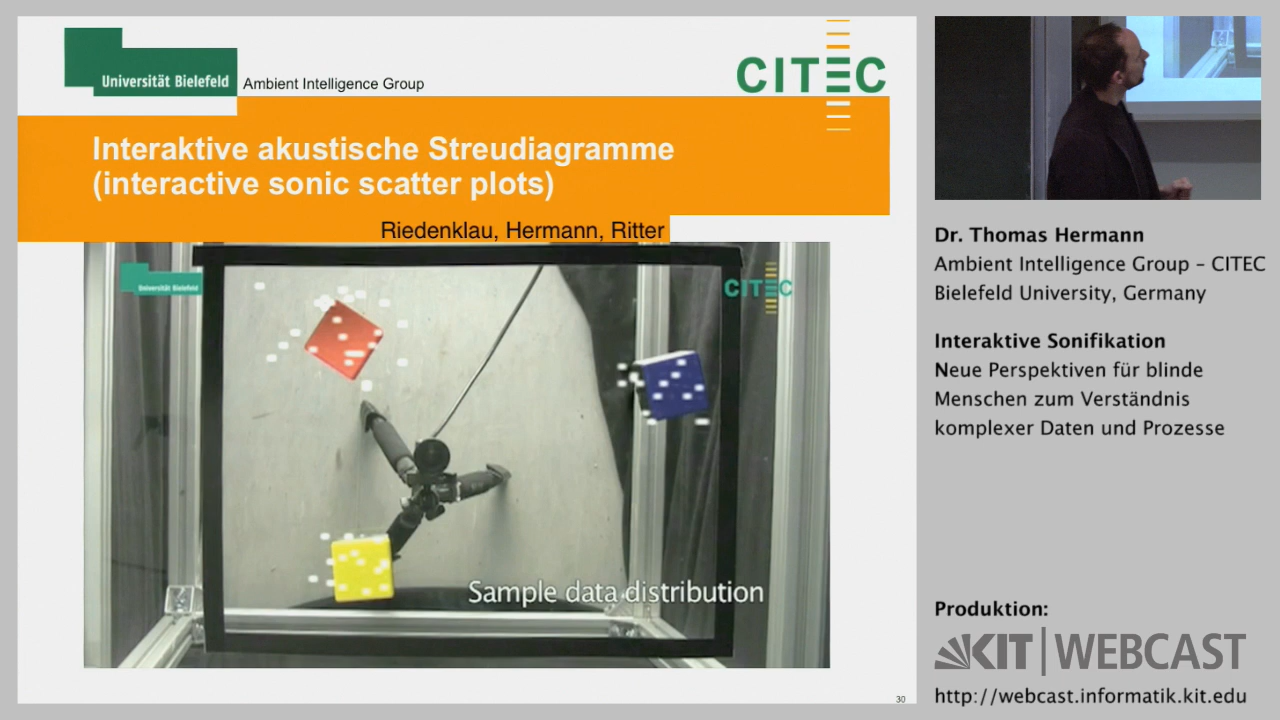 Universität Bielefeld
Ambient Intelligence Group
CITEC
Interaktive akustische Streudiagramme
(interactive sonic scatter plots)
Riedenklau, Hermann, Ritter
Universität Bielefeld
CITEC
Sample data distribution
30
Dr. Thomas Hermann
Ambient Intelligence Group – CITEC
Bielefeld University, Germany
Interaktive Sonifikation
Neue Perspektiven für blinde
Menschen zum Verständnis
komplexer Daten und Prozesse
Produktion:
KIT WEBCAST
http://webcast.informatik.kit.edu